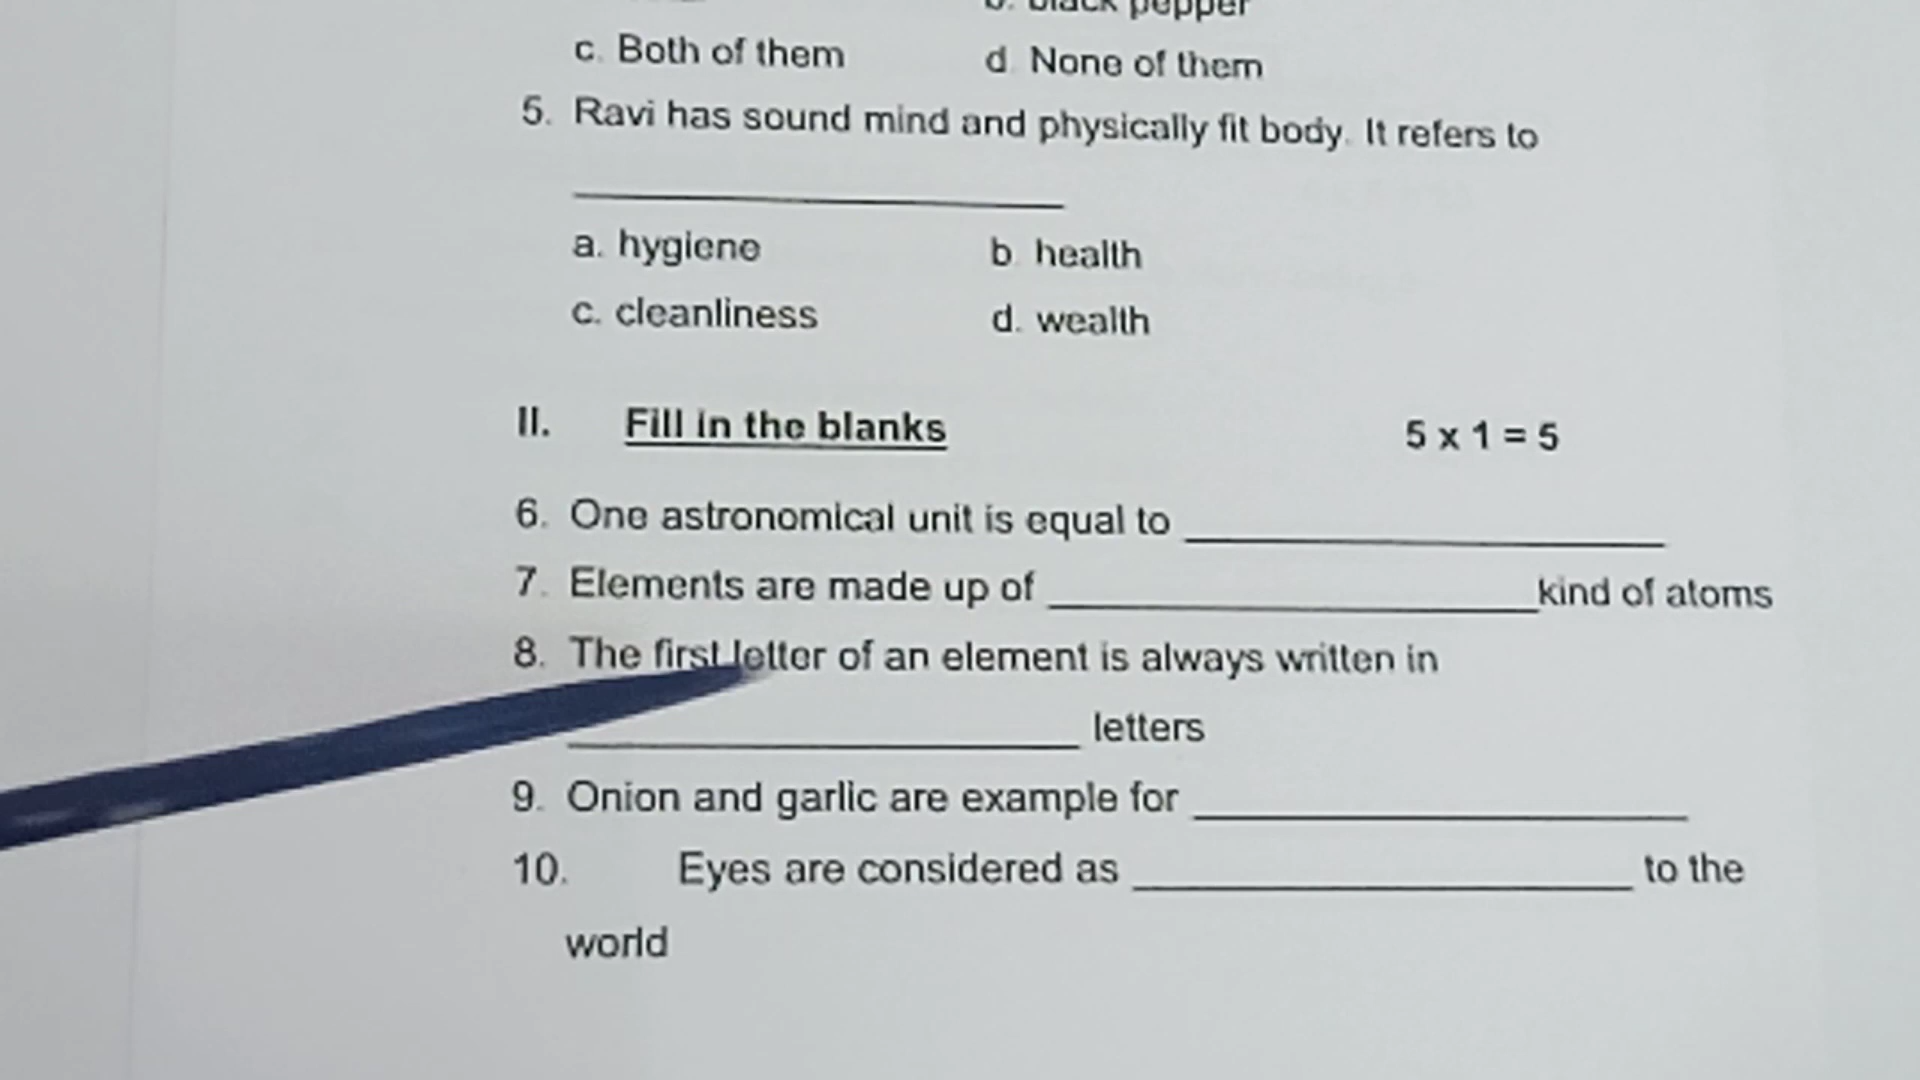 b. black pepper
c. Both of them d. None of them
5. Ravi has sound mind and physically fit body. It refers to
a. hygiene b. health
c. cleanliness d. wealth
II. Fill in the blanks 5 x 1 = 5
6. One astronomical unit is equal to
7. Elements are made up of kind of atoms
8. The first letter of an element is always written in
letters
9. Onion and garlic are example for
10. Eyes are considered as to the
world